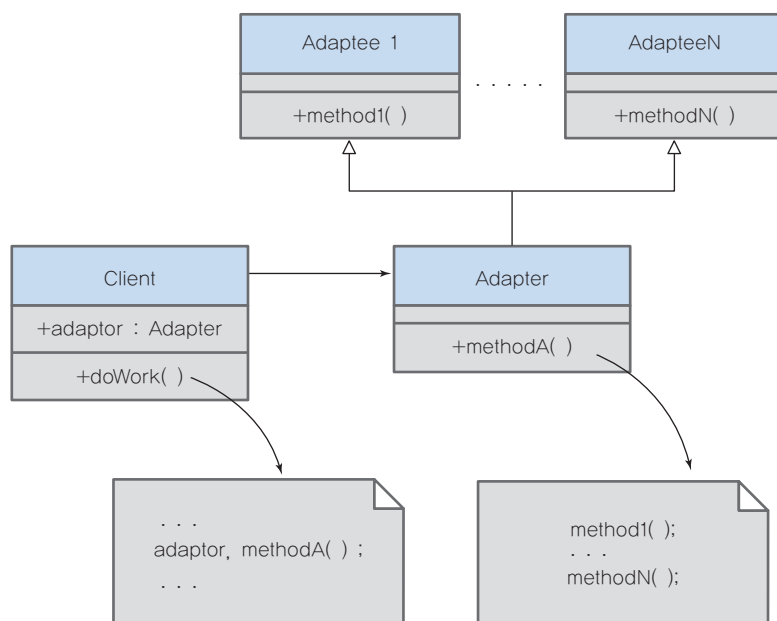 Adaptee 1
AdapteeN
. . . . .
+method1( )
+methodN( )
Client
Adapter
+adaptor : Adapter
+methodA( )
+doWork( )
. . .
adaptor, methodA( ) ;
. . .
method1( );
. . .
methodN( );